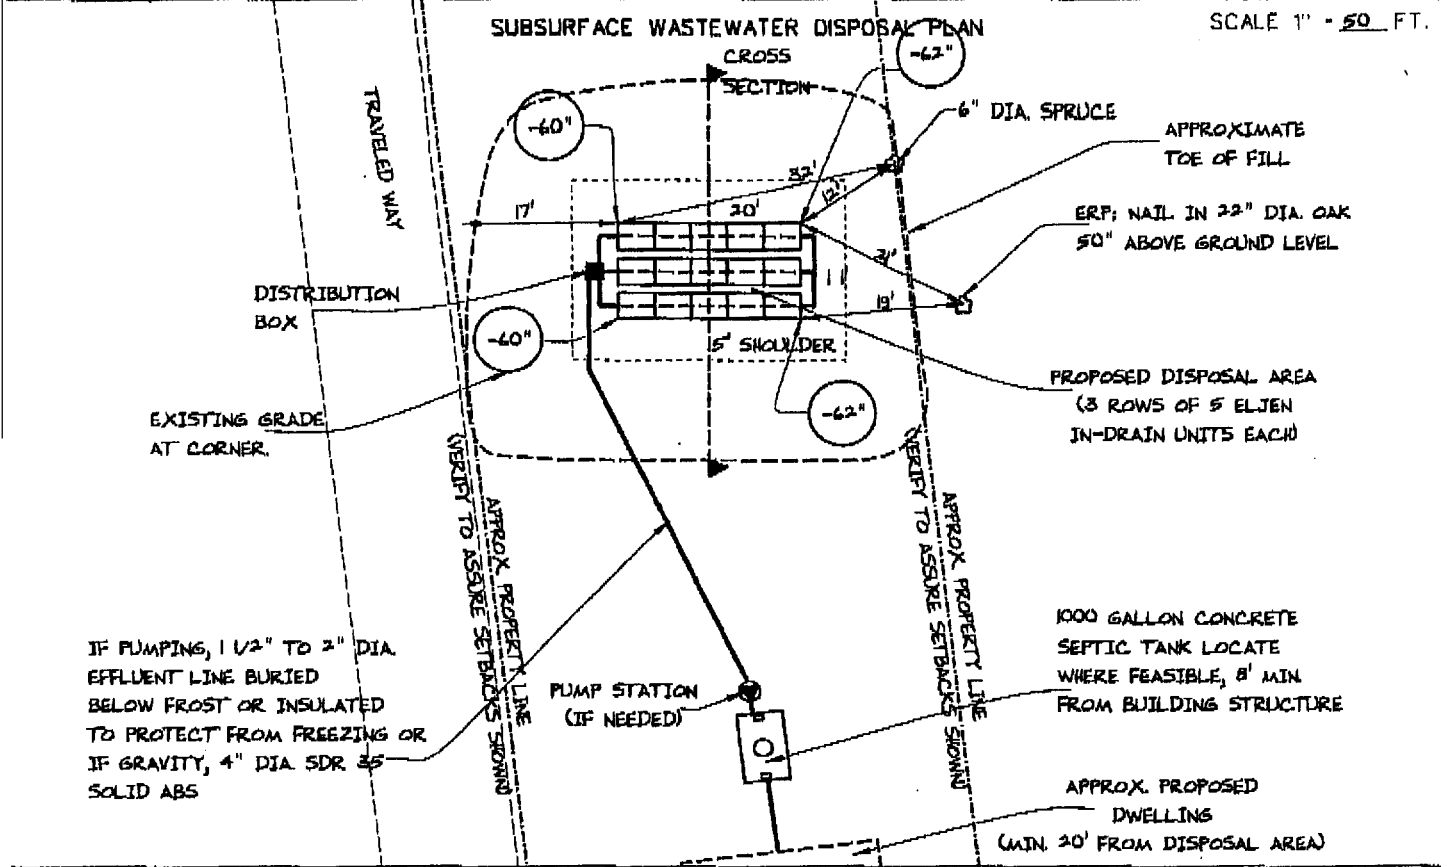 SUBSURFACE WASTEWATER DISPOSAL PLAN
SCALE 1" = 50 FT.
CROSS
SECTION
-62"
-60"
6" DIA. SPRUCE
APPROXIMATE
TOE OF FILL
TRAVELED WAY
32'
12'
17'
20'
ERP: NAIL IN 22" DIA. OAK
50" ABOVE GROUND LEVEL
11'
19'
DISTRIBUTION
BOX
-60"
5' SHOULDER
PROPOSED DISPOSAL AREA
(3 ROWS OF 5 ELJEN
IN-DRAIN UNITS EACH)
-62"
EXISTING GRADE
AT CORNER.
APPROX. PROPERTY LINE
(VERIFY TO ASSURE SETBACKS SHOWN)
APPROX. PROPERTY LINE
(VERIFY TO ASSURE SETBACKS SHOWN)
IF PUMPING, 1 1/2" TO 2" DIA.
EFFLUENT LINE BURIED
BELOW FROST OR INSULATED
TO PROTECT FROM FREEZING OR
IF GRAVITY, 4" DIA. SDR 35
SOLID ABS
PUMP STATION
(IF NEEDED)
1000 GALLON CONCRETE
SEPTIC TANK LOCATE
WHERE FEASIBLE, 8' MIN
FROM BUILDING STRUCTURE
APPROX. PROPOSED
DWELLING
(MIN. 20' FROM DISPOSAL AREA)